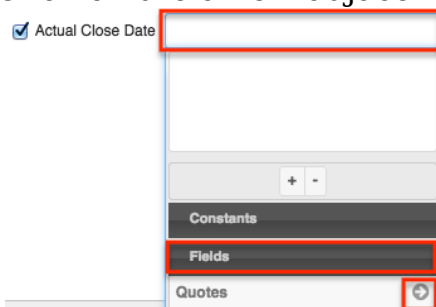 Actual Close Date
+ -
Constants
Fields
Quotes